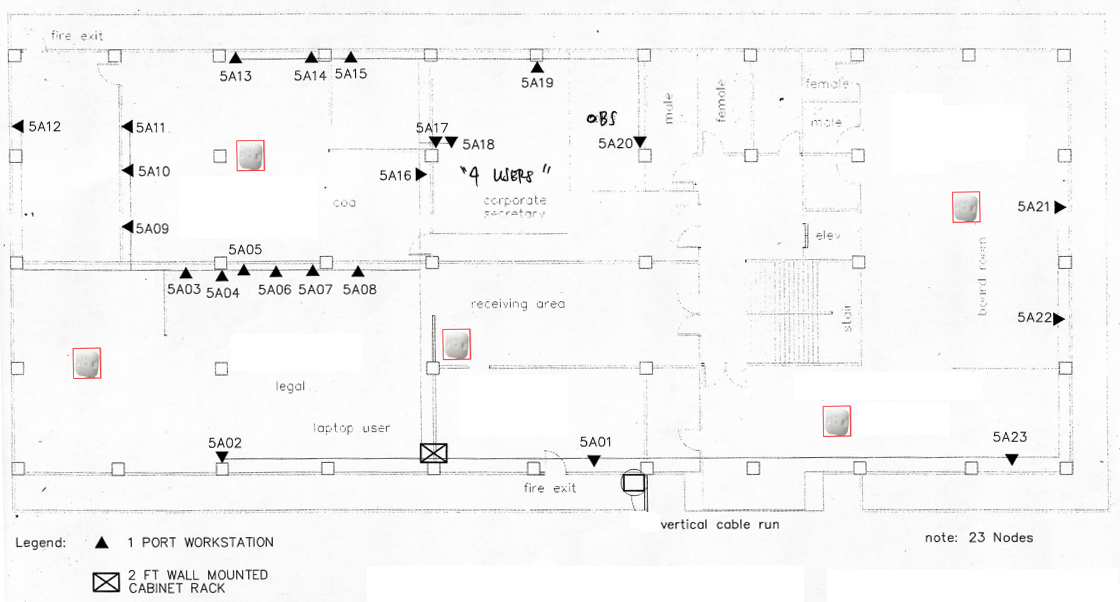 fire exit
5A13
5A14
5A15
5A19
5A12
5A11
5A10
5A09
5A17
5A18
5A16
"4 USERS"
OBS
5A20
male
female
female
male
coa
corporate
secretary
5A21
elev
board room
5A22
5A05
5A03
5A04
5A06
5A07
5A08
receiving area
stair
legal
laptop user
5A02
5A01
5A23
fire exit
vertical cable run
note: 23 Nodes
Legend:
1 PORT WORKSTATION
2 FT WALL MOUNTED
CABINET RACK